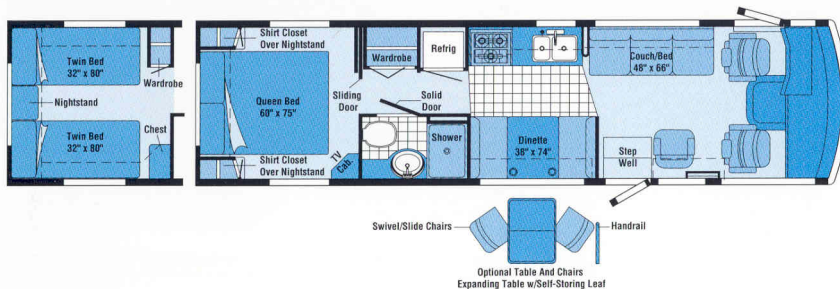 Twin Bed
32" x 80"
Wardrobe
Nightstand
Twin Bed
32" x 80"
Chest
Shirt Closet
Over Nightstand
Queen Bed
60" x 75"
Shirt Closet
Over Nightstand
TV
Cab.
Wardrobe
Refrig
Sliding
Door
Solid
Door
Shower
Dinette
38" x 74"
Couch/Bed
48" x 66"
Step
Well
Swivel/Slide Chairs
Handrail
Optional Table And Chairs
Expanding Table w/Self-Storing Leaf